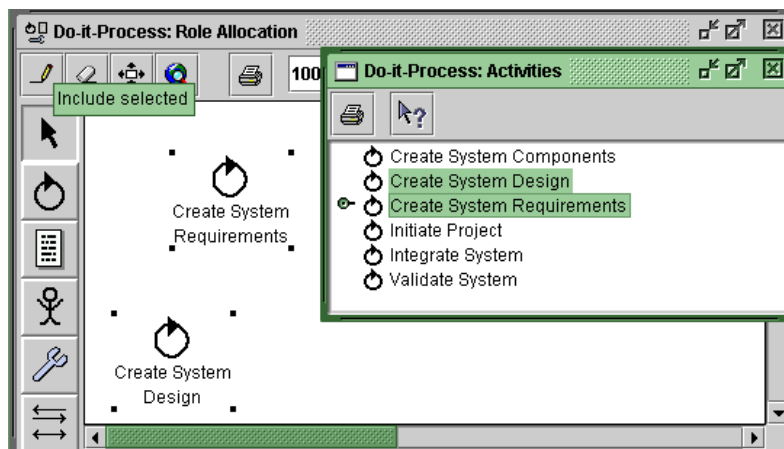 Do-it-Process: Role Allocation
100
Include selected
Do-it-Process: Activities
?
Create System Components
Create System Design
Create System Requirements
Initiate Project
Integrate System
Validate System
Create System
Requirements
Create System
Design